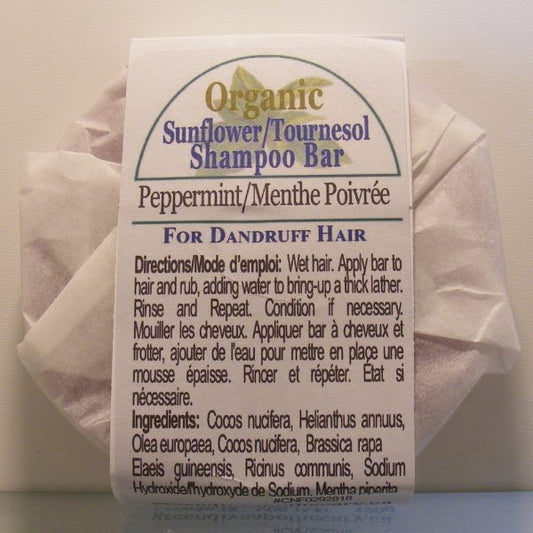 Organic
Sunflower/Tournesol
Shampoo Bar
Peppermint/Menthe Poivrée
FOR DANDRUFF HAIR
Directions/Mode d'emploi: Wet hair. Apply bar to
hair and rub, adding water to bring-up a thick lather.
Rinse and Repeat. Condition if necessary.
Mouiller les cheveux. Appliquer bar à cheveux et
frotter, ajouter de l'eau pour mettre en place une
mousse épaisse. Rincer et répéter. État si
nécessaire.
Ingredients: Cocos nucifera, Helianthus annuus,
Olea europaea, Cocos nucifera, Brassica rapa
Elaeis guineensis, Ricinus communis, Sodium
Hydroxide/l'hydroxyde de Sodium, Mentha piperita
#CNF0292818